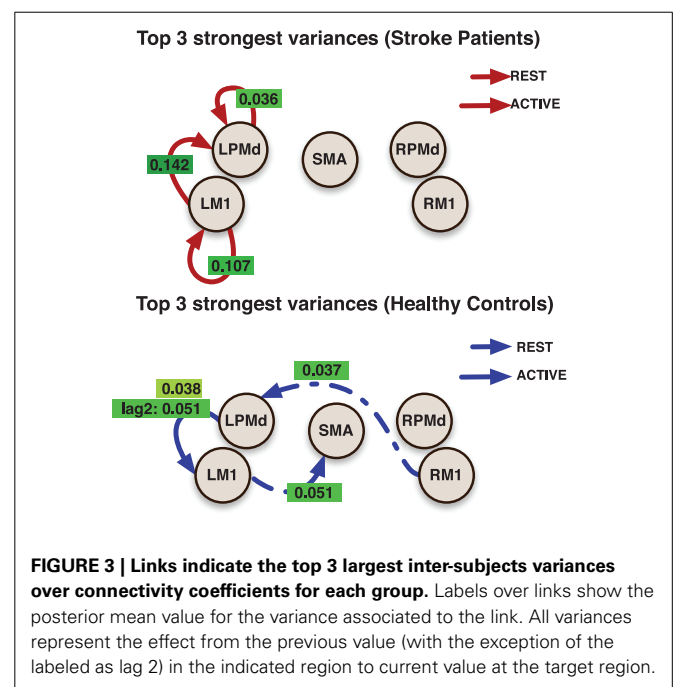 Top 3 strongest variances (Stroke Patients)
REST
ACTIVE
0.036
LPMd
SMA
RPMd
0.142
LM1
RM1
0.107
Top 3 strongest variances (Healthy Controls)
REST
ACTIVE
0.037
0.038
lag2: 0.051
LPMd
SMA
RPMd
LM1
RM1
0.051
FIGURE 3 | Links indicate the top 3 largest inter-subjects variances
over connectivity coefficients for each group. Labels over links show the
posterior mean value for the variance associated to the link. All variances
represent the effect from the previous value (with the exception of the
labeled as lag 2) in the indicated region to current value at the target region.